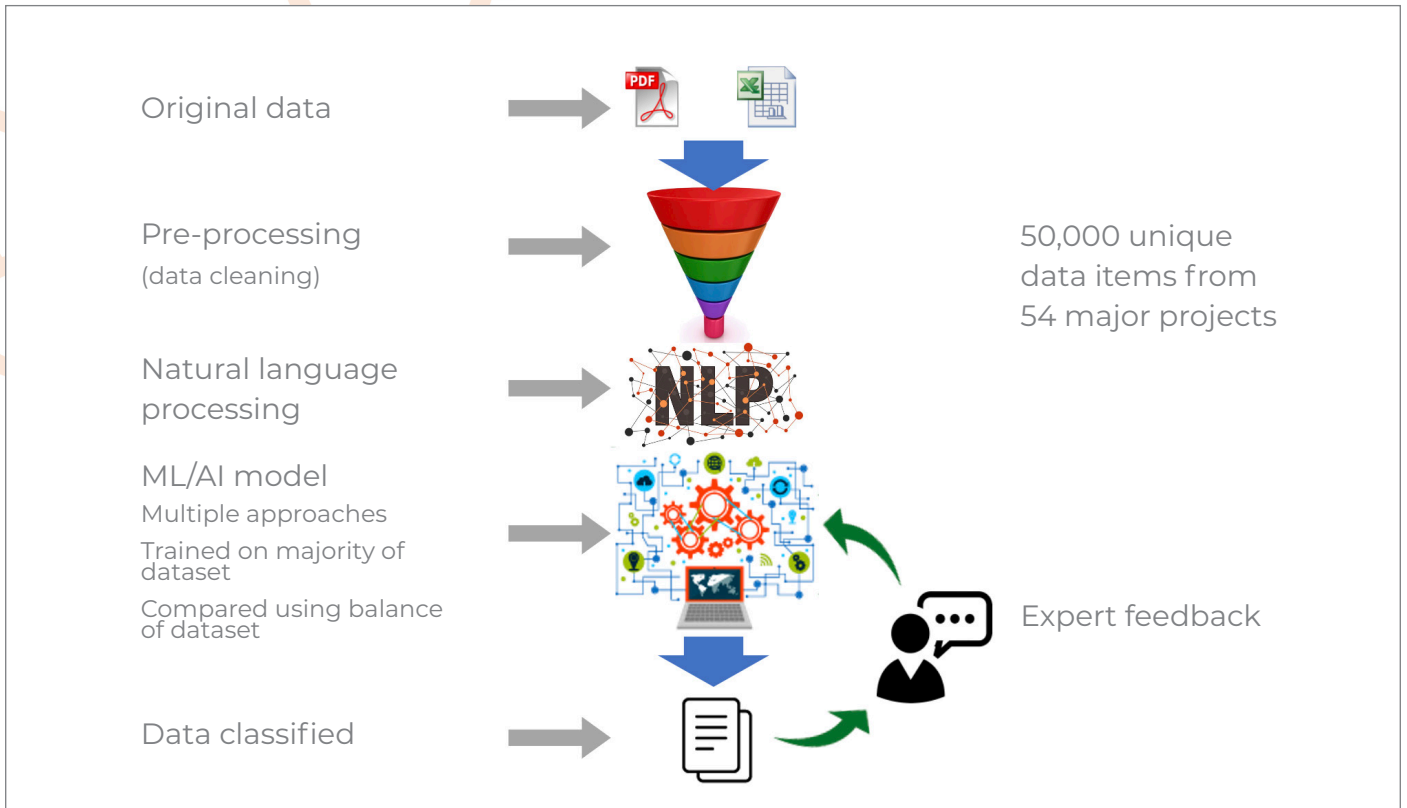 Original data
PDF
Pre-processing
(data cleaning)
50,000 unique
data items from
54 major projects
Natural language
processing
NLP
ML/AI model
Multiple approaches
Trained on majority of
dataset
Compared using balance
of dataset
Expert feedback
Data classified